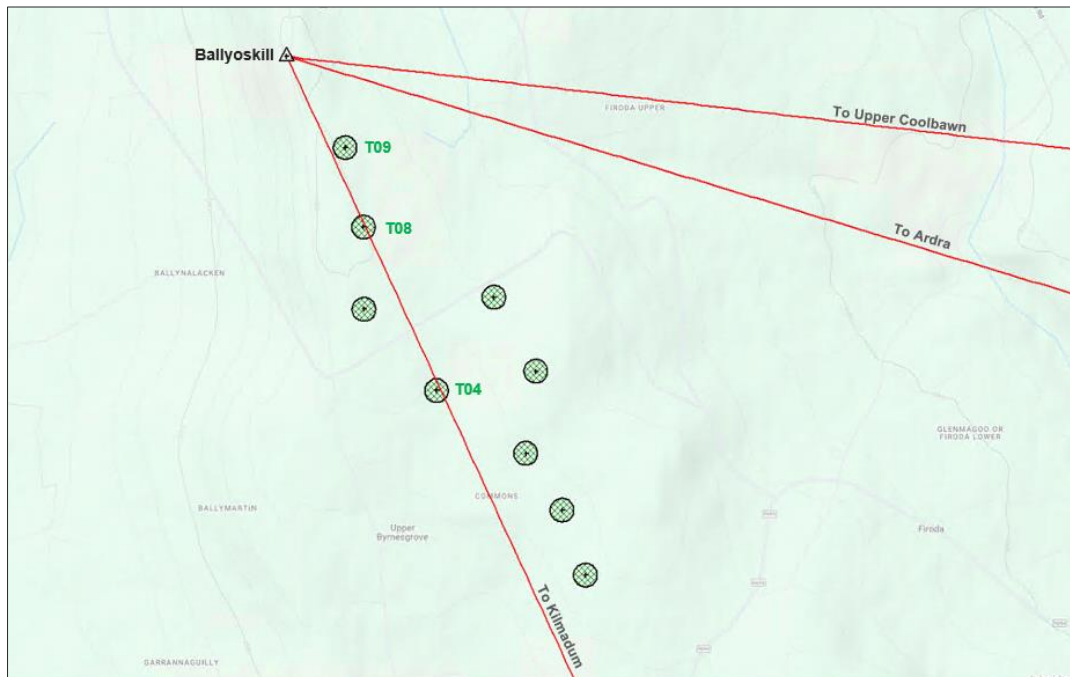 Ballyoskill
FIRODA UPPER
To Upper Coolbawn
T09
T08
To Ardra
BALLYNALACKEN
T04
GLENMAGOO OR
FIRODA LOWER
COMMONS
BALLYMARTIN
Upper
Byrnesgrove
Firoda
To Kilmadum
GARRANNAGUILLY